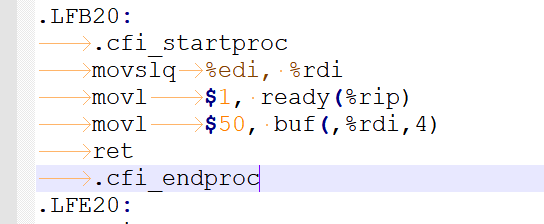 .LFB20:
.cfi_startproc
movslq %edi, %rdi
movl $1, ready(%rip)
movl $50, buf(,%rdi,4)
ret
.cfi_endproc
.LFE20: